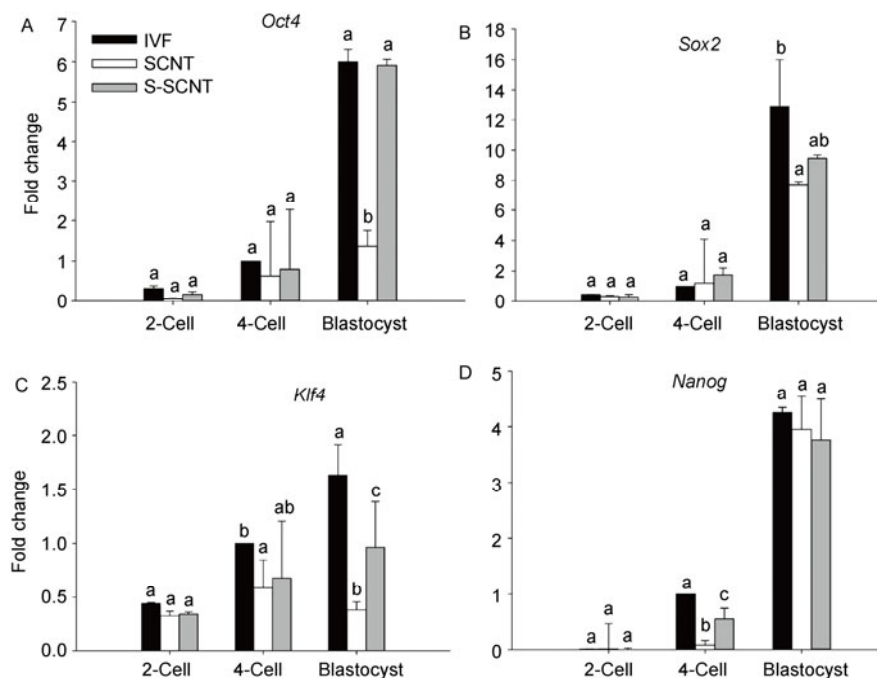 A
Oct4
IVF
SCNT
S-SCNT
Fold change
7
6
5
4
3
2
1
0
a a a
a a a
a b a
2-Cell 4-Cell Blastocyst
B
Sox2
18
16
14
12
10
8
6
4
2
0
a a a
a a a
b a ab
2-Cell 4-Cell Blastocyst
C
Klf4
Fold change
2.5
2.0
1.5
1.0
0.5
0.0
a a a
b a ab
a b c
2-Cell 4-Cell Blastocyst
D
Nanog
5
4
3
2
1
0
a a a
a b c
a a a
2-Cell 4-Cell Blastocyst